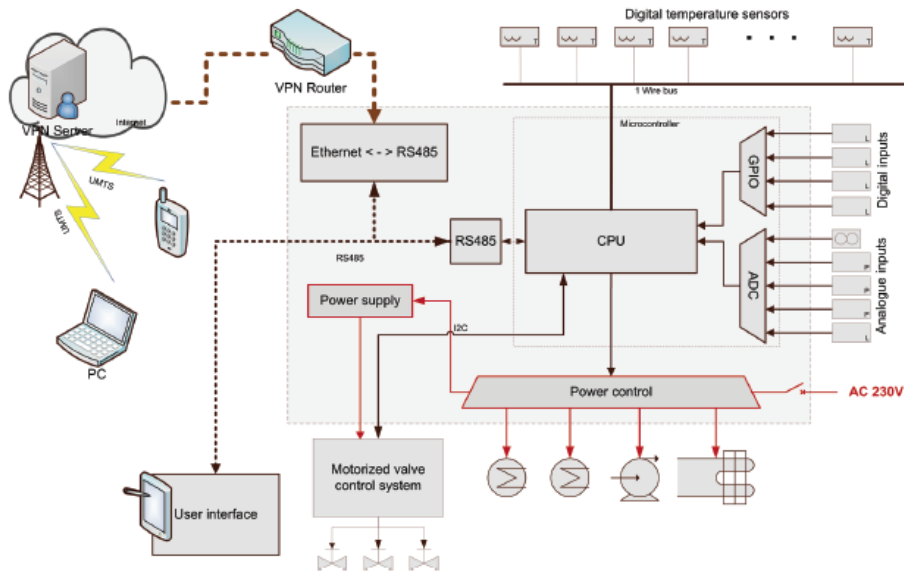 Digital temperature sensors
T
T
T
T
T
1 Wire bus
VPN Router
VPN Server
Internet
Microcontroller
Ethernet < - > RS485
GPIO
L
L
L
L
Digital inputs
UMTS
UMTS
RS485
CPU
RS485
ADC
P
P
P
L
Analogue inputs
Power supply
I2C
PC
Power control
AC 230V
Motorized valve
control system
User interface